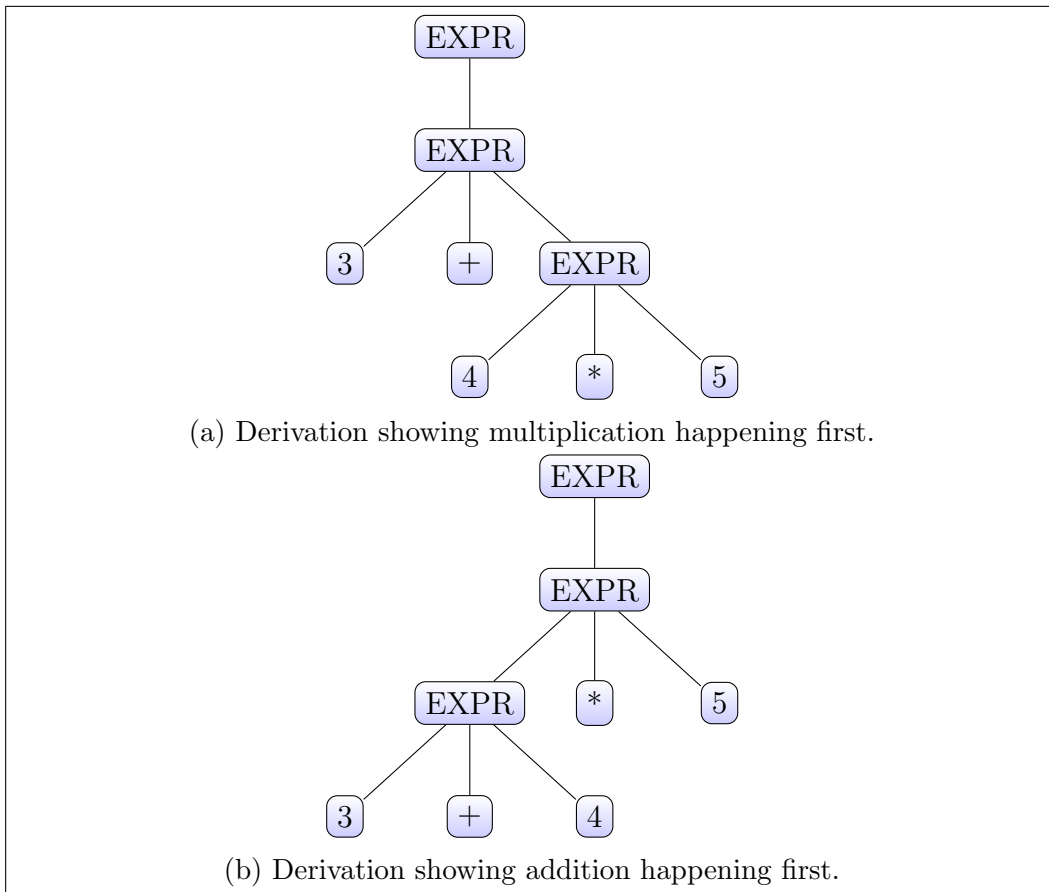 EXPR
EXPR
3 + EXPR
4 * 5
(a) Derivation showing multiplication happening first.
EXPR
EXPR
EXPR * 5
3 + 4
(b) Derivation showing addition happening first.